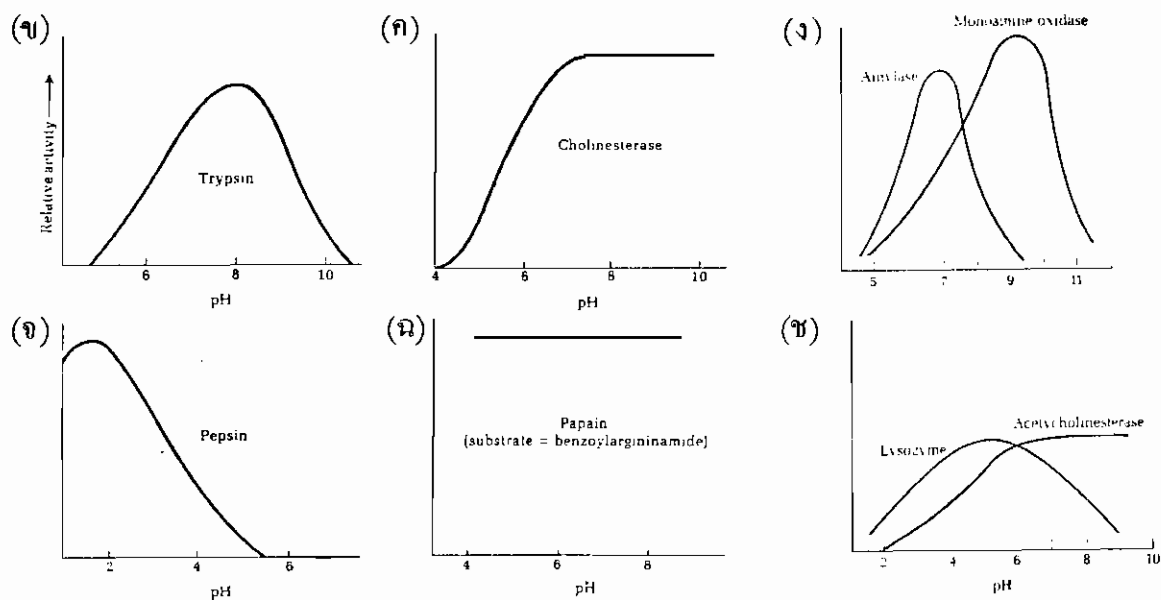 (ข)
Relative activity
Trypsin
6 8 10
pH
(ค)
Cholinesterase
4 6 8 10
pH
(ง)
Monoamine oxidase
Amylase
5 7 9 11
(จ)
Pepsin
2 4 6
pH
(ฉ)
Papain
(substrate = benzoylargininamide)
4 6 8
pH
(ช)
Acetycholinesterase
Lysozyme
2 4 6 8 10
pH